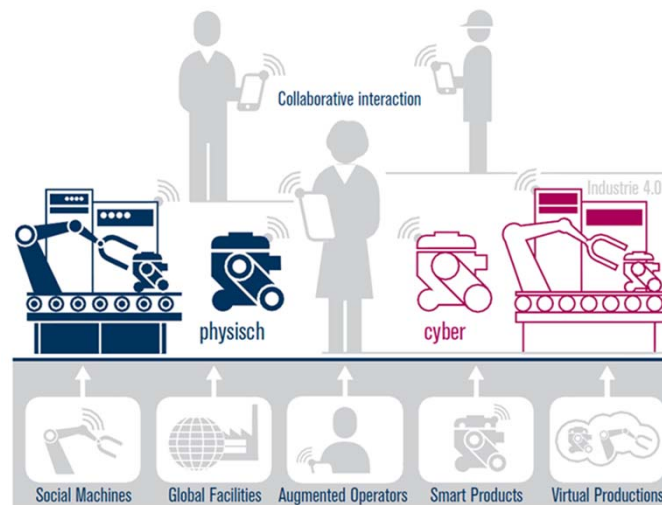 Collaborative interaction
Industrie 4.0
physisch
cyber
Social Machines
Global Facilities
Augmented Operators
Smart Products
Virtual Productions